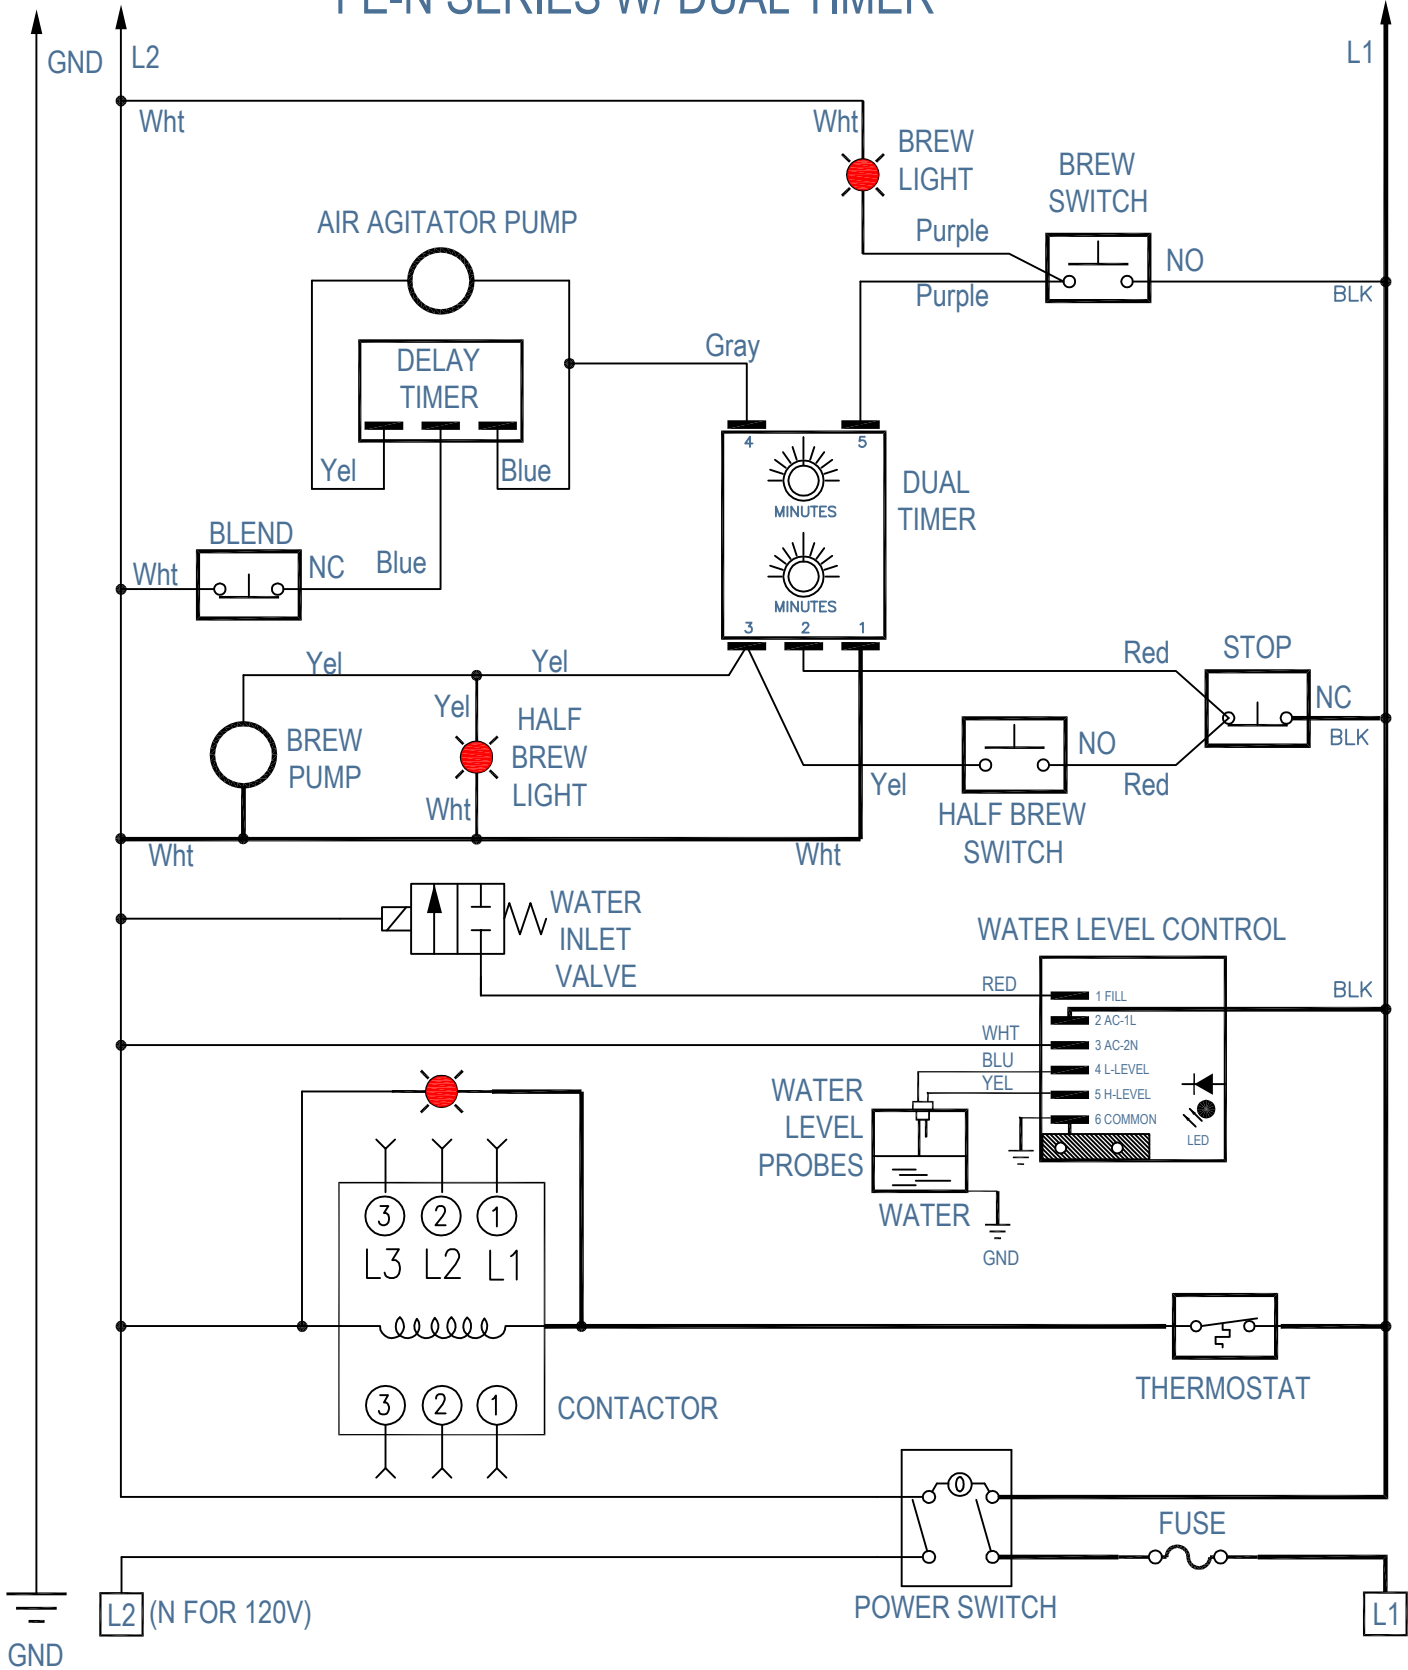 GND
L2
L1
Wht
Wht
BREW
LIGHT
BREW
SWITCH
AIR AGITATOR PUMP
Purple
NO
Purple
BLK
Gray
DELAY
TIMER
4
5
Yel
Blue
MINUTES
DUAL
TIMER
BLEND
Wht
NC
Blue
MINUTES
3
2
1
Yel
Yel
Red
STOP
Yel
HALF
BREW
LIGHT
NC
BREW
PUMP
NO
BLK
Wht
Yel
Red
HALF BREW
SWITCH
Wht
Wht
WATER
INLET
VALVE
WATER LEVEL CONTROL
RED
1 FILL
BLK
2 AC-1L
WHT
3 AC-2N
BLU
4 L-LEVEL
YEL
5 H-LEVEL
6 COMMON
LED
WATER
LEVEL
PROBES
WATER
GND
3
2
1
L3
L2
L1
3
2
1
CONTACTOR
THERMOSTAT
FUSE
POWER SWITCH
L2
(N FOR 120V)
L1
GND